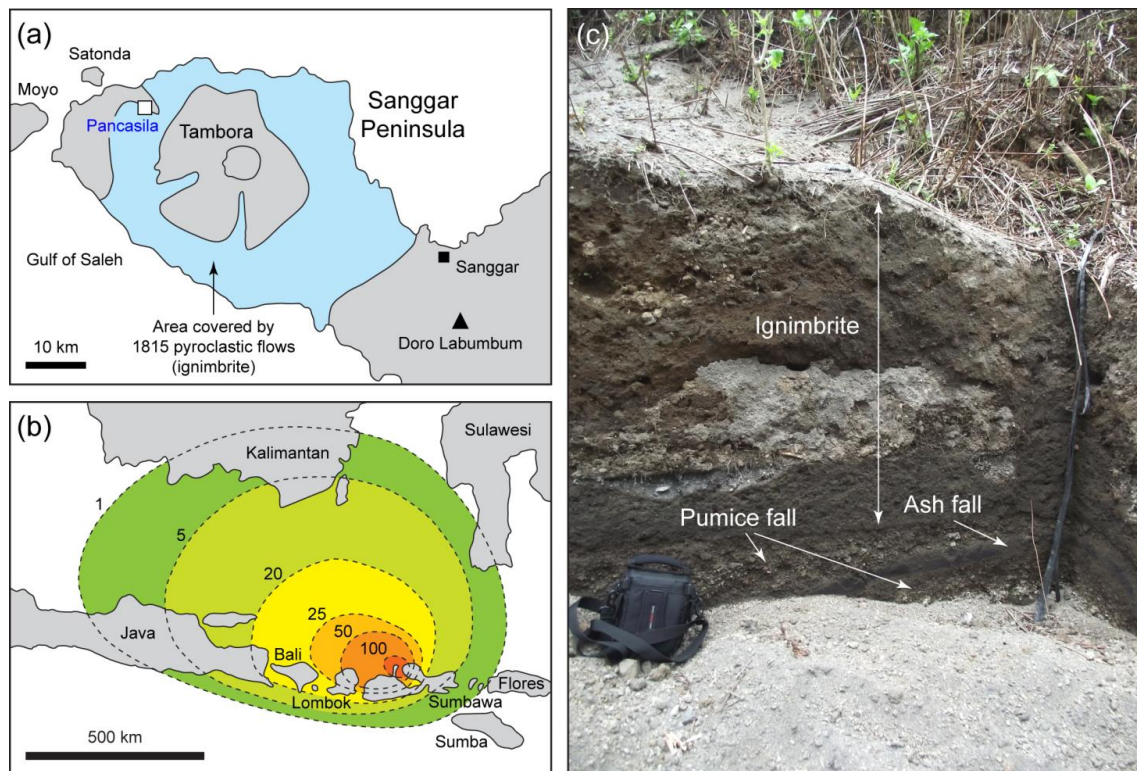 (a)
Satonda
Moyo
Pancasila
Tambora
Sanggar
Peninsula
Gulf of Saleh
Sanggar
Area covered by
1815 pyroclastic flows
(ignimbrite)
Doro Labumbum
10 km
(b)
Kalimantan
Sulawesi
1
5
20
25
50
100
Java
Bali
Lombok
Sumbawa
Flores
Sumba
500 km
(c)
Ignimbrite
Ash fall
Pumice fall